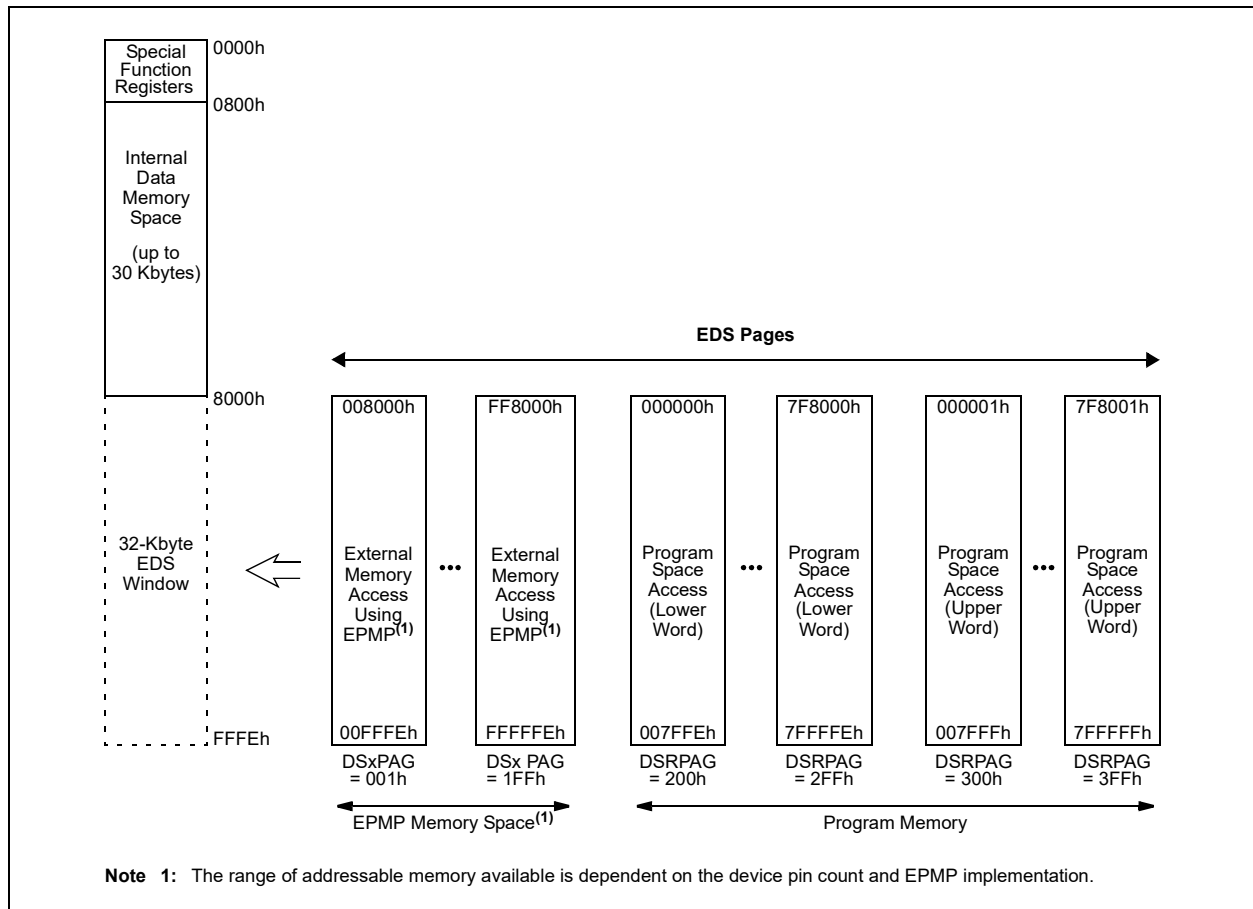 Special
Function
Registers
0000h
0800h
Internal
Data
Memory
Space
(up to
30 Kbytes)
EDS Pages
8000h
32-Kbyte
EDS
Window
FFFEh
008000h
External
Memory
Access
Using
EPMP(1)
00FFFEh
DSxPAG
= 001h
•••
FF8000h
External
Memory
Access
Using
EPMP(1)
FFFFFEh
DSx PAG
= 1FFh
000000h
Program
Space
Access
(Lower
Word)
007FFEh
DSRPAG
= 200h
•••
7F8000h
Program
Space
Access
(Lower
Word)
7FFFFEh
DSRPAG
= 2FFh
000001h
Program
Space
Access
(Upper
Word)
007FFFh
DSRPAG
= 300h
•••
7F8001h
Program
Space
Access
(Upper
Word)
7FFFFFh
DSRPAG
= 3FFh
EPMP Memory Space(1)
Program Memory
Note 1: The range of addressable memory available is dependent on the device pin count and EPMP implementation.